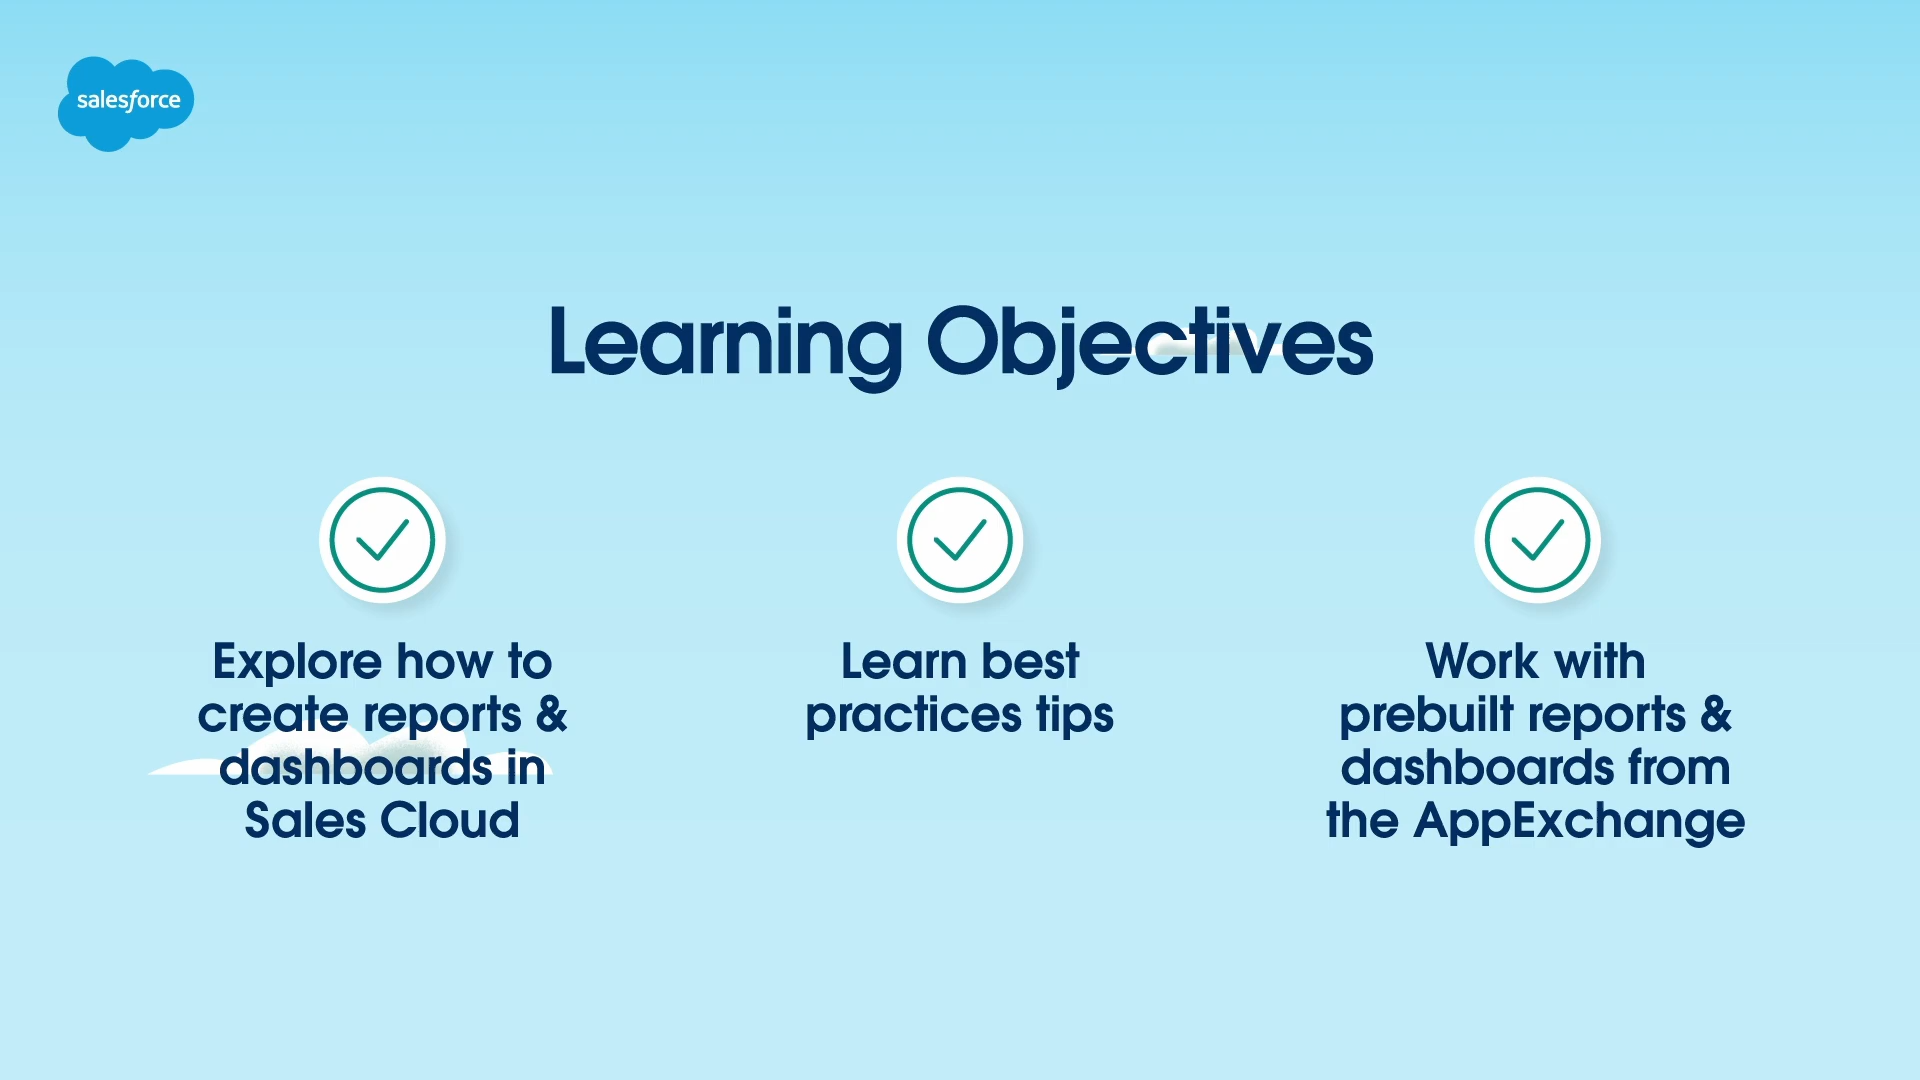 salesforce
Learning Objectives
Explore how to
create reports &
dashboards in
Sales Cloud
Learn best
practices tips
Work with
prebuilt reports &
dashboards from
the AppExchange